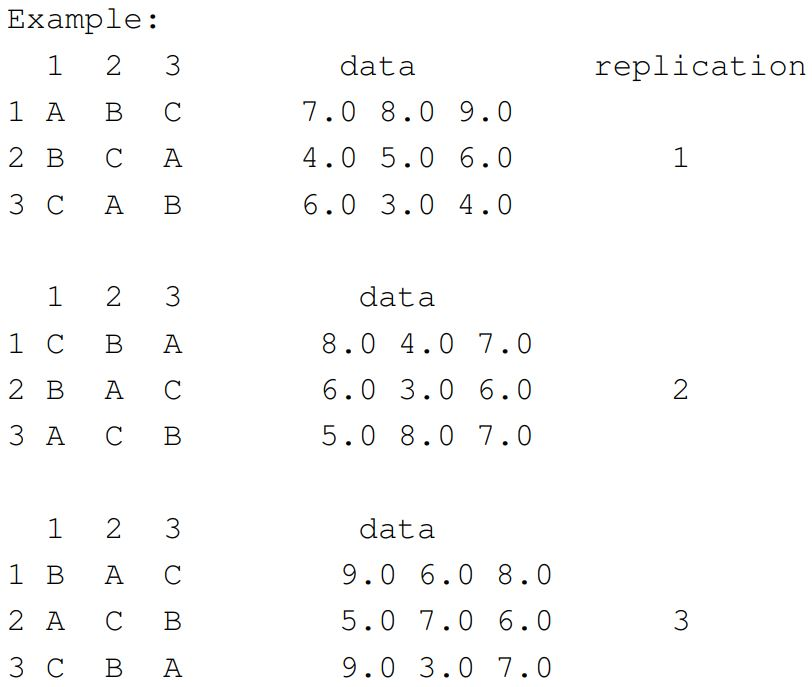 Example:
1 2 3 data replication
1 A B C 7.0 8.0 9.0
2 B C A 4.0 5.0 6.0 1
3 C A B 6.0 3.0 4.0
1 2 3 data
1 C B A 8.0 4.0 7.0
2 B A C 6.0 3.0 6.0 2
3 A C B 5.0 8.0 7.0
1 2 3 data
1 B A C 9.0 6.0 8.0
2 A C B 5.0 7.0 6.0 3
3 C B A 9.0 3.0 7.0